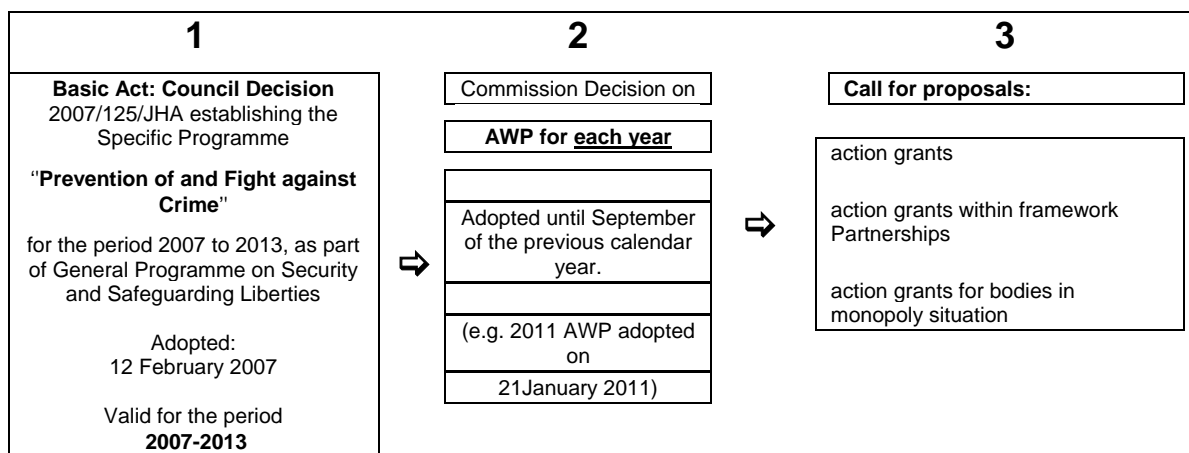 1
2
3
Basic Act: Council Decision
2007/125/JHA establishing the
Specific Programme
"Prevention of and Fight against
Crime"
for the period 2007 to 2013, as part
of General Programme on Security
and Safeguarding Liberties
Adopted:
12 February 2007
Valid for the period
2007-2013
Commission Decision on
AWP for each year
Adopted until September
of the previous calendar
year.
(e.g. 2011 AWP adopted
on
21January 2011)
Call for proposals:
action grants
action grants within framework
Partnerships
action grants for bodies in
monopoly situation